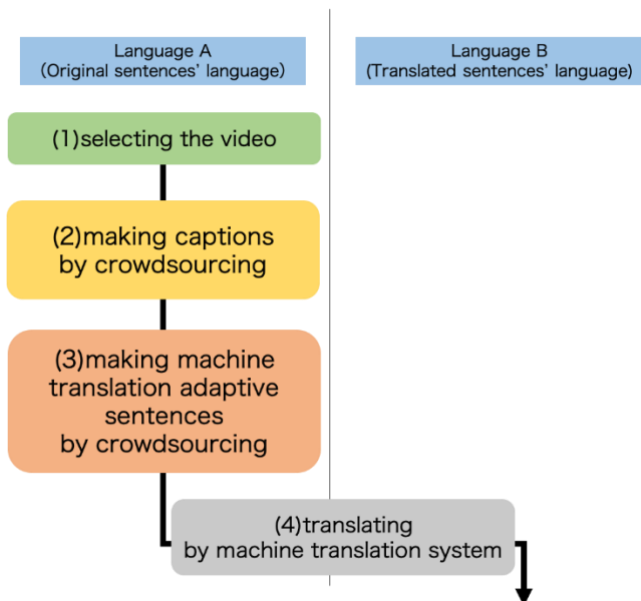 Language A
(Original sentences’ language)
Language B
(Translated sentences’ language)
(1)selecting the video
(2)making captions
by crowdsourcing
(3)making machine
translation adaptive
sentences
by crowdsourcing
(4)translating
by machine translation system